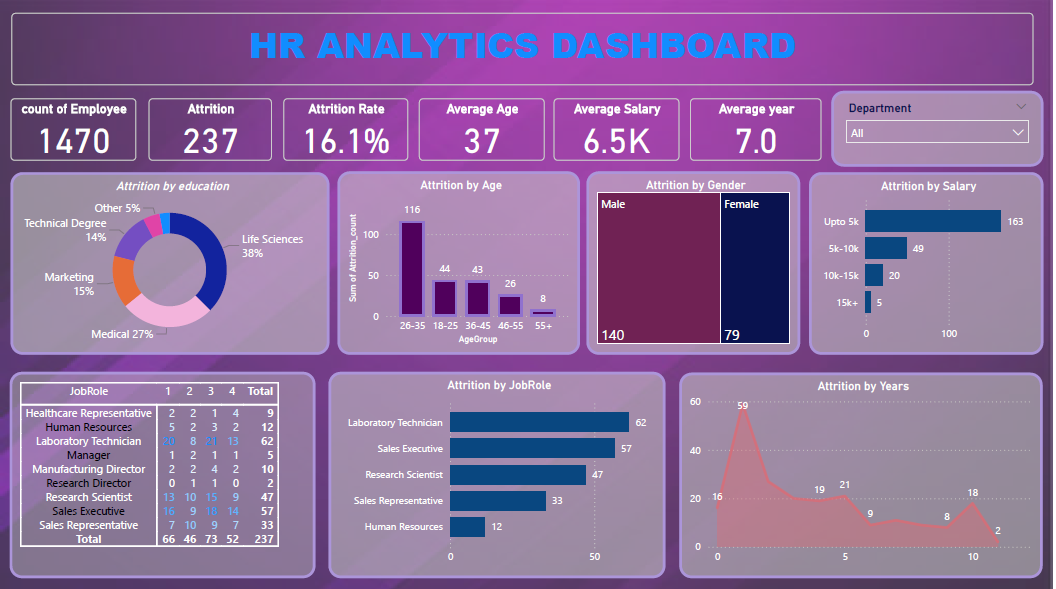 HR ANALYTICS DASHBOARD
count of Employee
1470
Attrition
237
Attrition Rate
16.1%
Average Age
37
Average Salary
6.5K
Average year
7.0
Department
All
Attrition by education
Other 5%
Technical Degree
14%
Life Sciences
38%
Marketing
15%
Medical 27%
Attrition by Age
Sum of Attrition_count
100
50
0
116
44
43
26
8
26-35 18-25 36-45 46-55 55+
AgeGroup
Attrition by Gender
Male
140
Female
79
Attrition by Salary
Upto 5k 163
5k-10k 49
10k-15k 20
15k+ 5
0 100
JobRole 1 2 3 4 Total
Healthcare Representative 2 2 1 4 9
Human Resources 5 2 3 2 12
Laboratory Technician 20 8 21 13 62
Manager 1 2 1 1 5
Manufacturing Director 2 2 4 2 10
Research Director 0 1 1 0 2
Research Scientist 13 10 15 9 47
Sales Executive 16 9 18 14 57
Sales Representative 7 10 9 7 33
Total 66 46 73 52 237
Attrition by JobRole
Laboratory Technician 62
Sales Executive 57
Research Scientist 47
Sales Representative 33
Human Resources 12
0 50
Attrition by Years
60
40
20
0
16
59
19
21
9
8
18
2
0 5 10